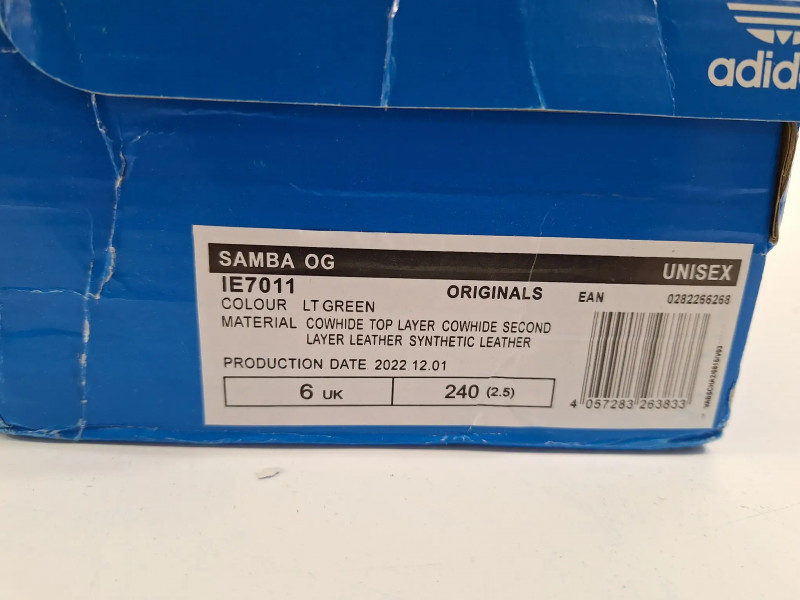 adid
SAMBA OG UNISEX
IE7011 ORIGINALS EAN 0282266268
COLOUR LT GREEN
MATERIAL COWHIDE TOP LAYER COWHIDE SECOND
LAYER LEATHER SYNTHETIC LEATHER
PRODUCTION DATE 2022.12.01
6 UK 240 (2.5)
4 057283 263833